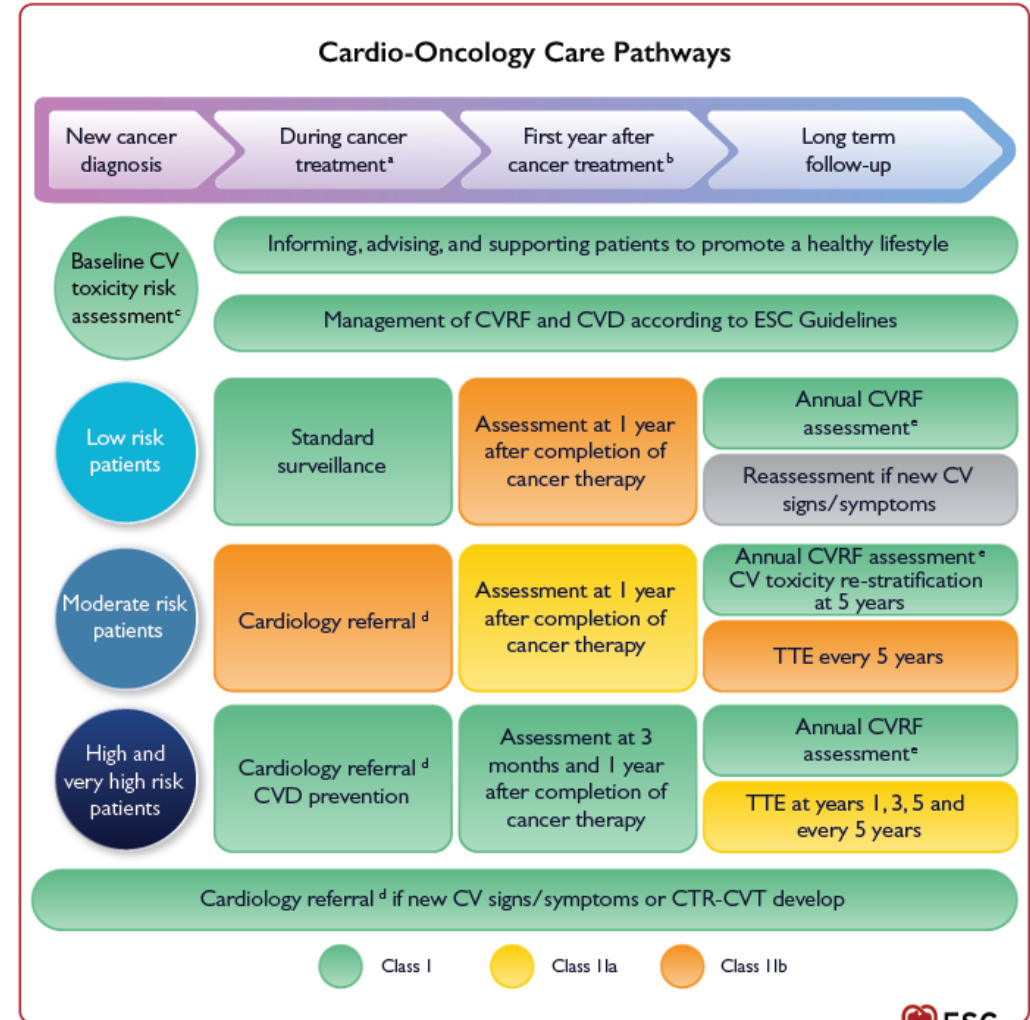 Cardio-Oncology Care Pathways
New cancer
diagnosis
During cancer
treatment a
First year after
cancer treatment b
Long term
follow-up
Baseline CV
toxicity risk
assessment c
Informing, advising, and supporting patients to promote a healthy lifestyle
Management of CVRF and CVD according to ESC Guidelines
Low risk
patients
Standard
surveillance
Assessment at 1 year
after completion of
cancer therapy
Annual CVRF
assessment e
Reassessment if new CV
signs/symptoms
Moderate risk
patients
Cardiology referral d
Assessment at 1 year
after completion of
cancer therapy
Annual CVRF assessment e
CV toxicity re-stratification
at 5 years
TTE every 5 years
High and
very high risk
patients
Cardiology referral d
CVD prevention
Assessment at 3
months and 1 year
after completion of
cancer therapy
Annual CVRF
assessment e
TTE at years 1, 3, 5 and
every 5 years
Cardiology referral d if new CV signs/symptoms or CTR-CVT develop
Class I
Class IIa
Class IIb
ESC